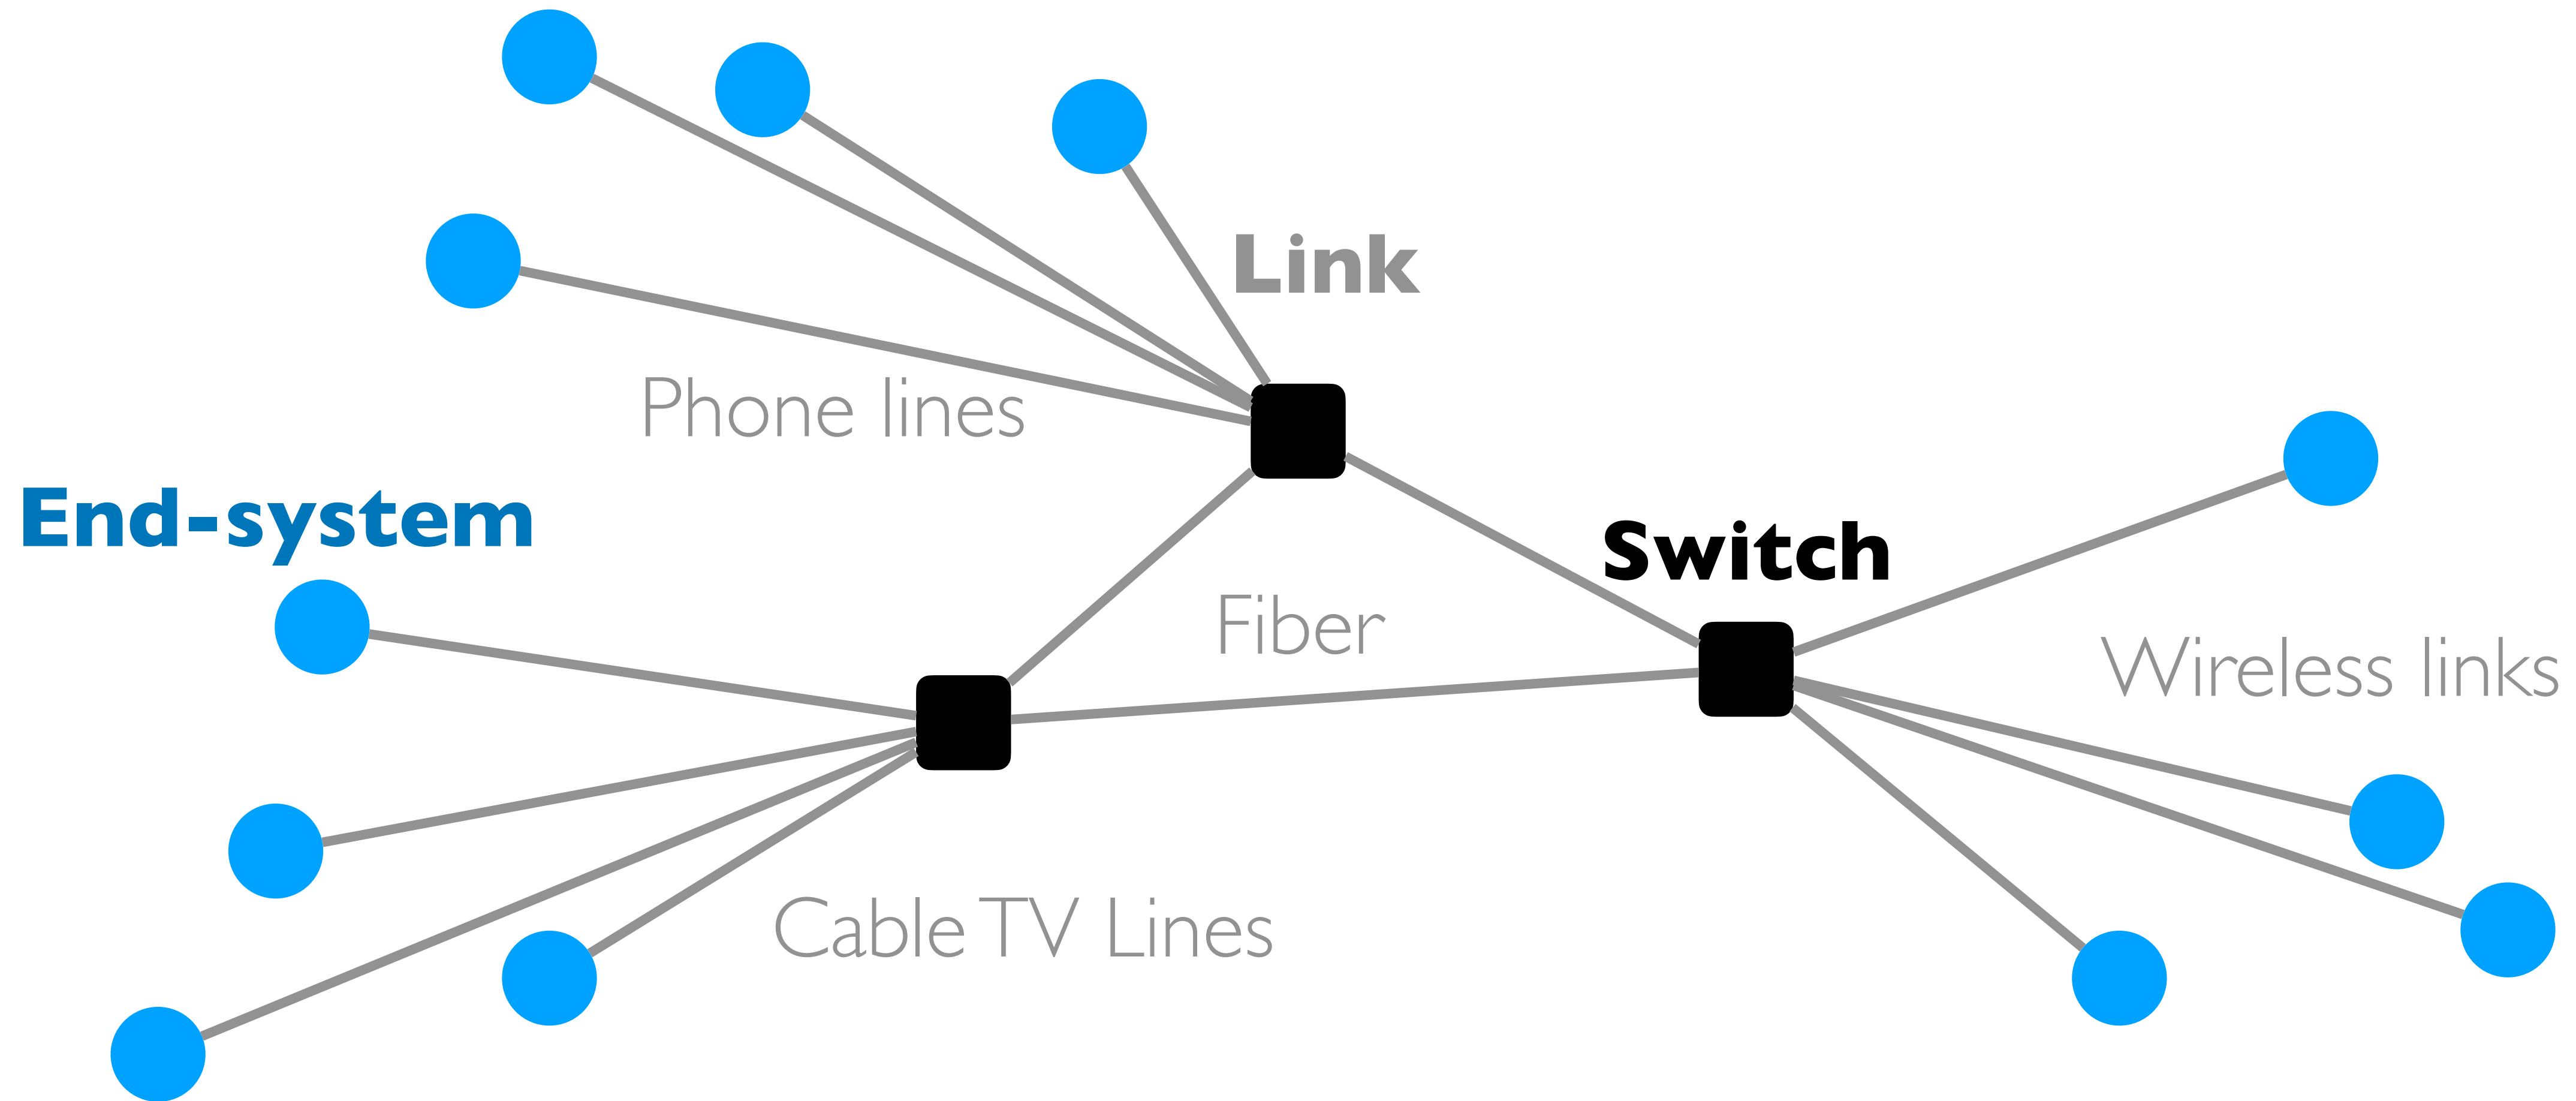 Link
Phone lines
End-system
Switch
Fiber
Wireless links
Cable TV Lines